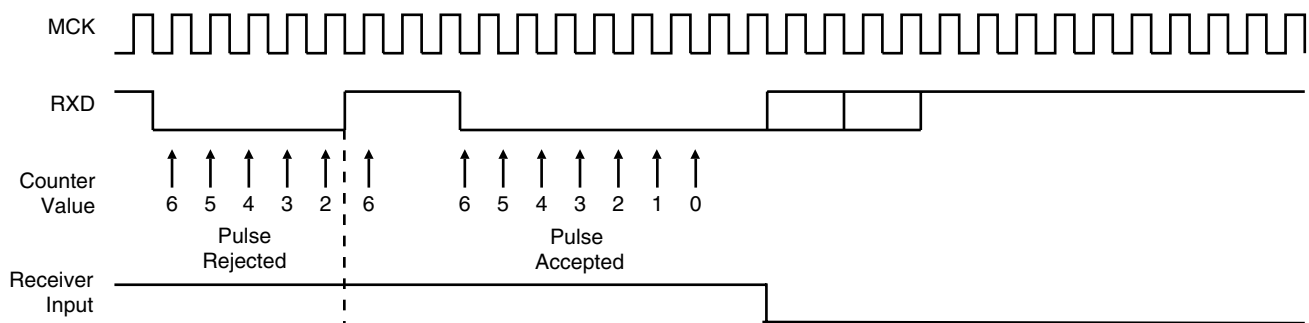 MCK
RXD
Counter
Value
6 5 4 3 2 6 6 5 4 3 2 1 0
Pulse
Rejected
Pulse
Accepted
Receiver
Input